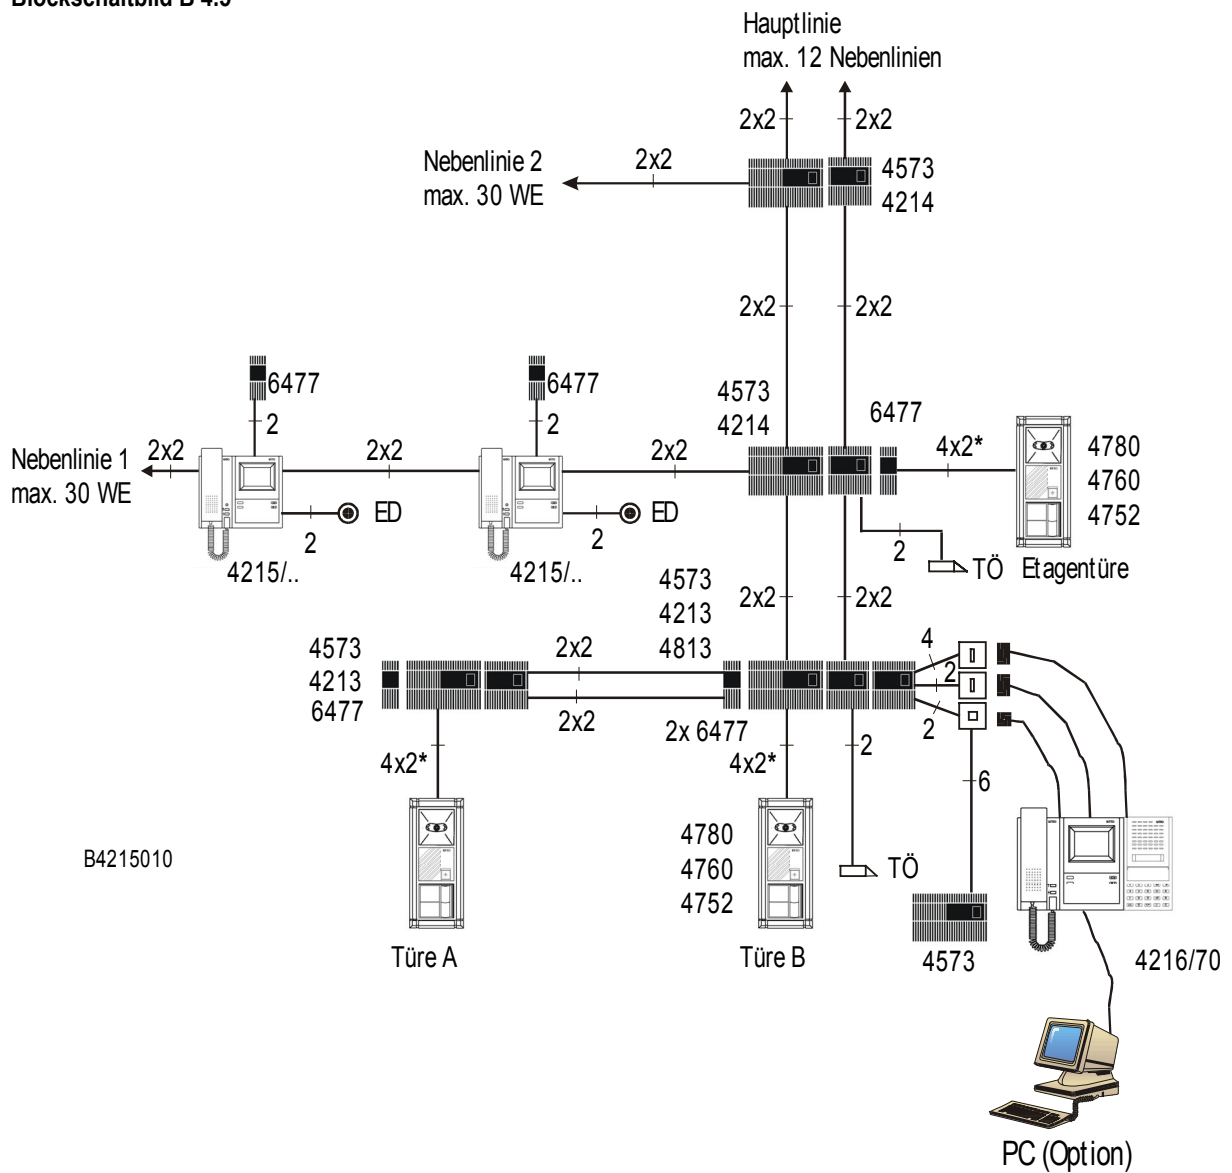 Blockschaltbild B 4.5
Hauptlinie
max. 12 Nebenlinien
2x2
2x2
Nebenlinie 2
max. 30 WE
2x2
4573
4214
2x2
2x2
6477
6477
4573
4214
6477
2
2
Nebenlinie 1
max. 30 WE
2x2
2x2
2x2
4x2*
4780
4760
4752
ED
ED
2
2
2
TÖ
Etagentüre
4215/..
4215/..
4573
4213
4813
2x2
2x2
4573
4213
6477
2x2
2x2
2x 6477
4
2
2
4x2*
4x2*
2
6
B4215010
4780
4760
4752
TÖ
Türe A
Türe B
4573
4216/70
PC (Option)